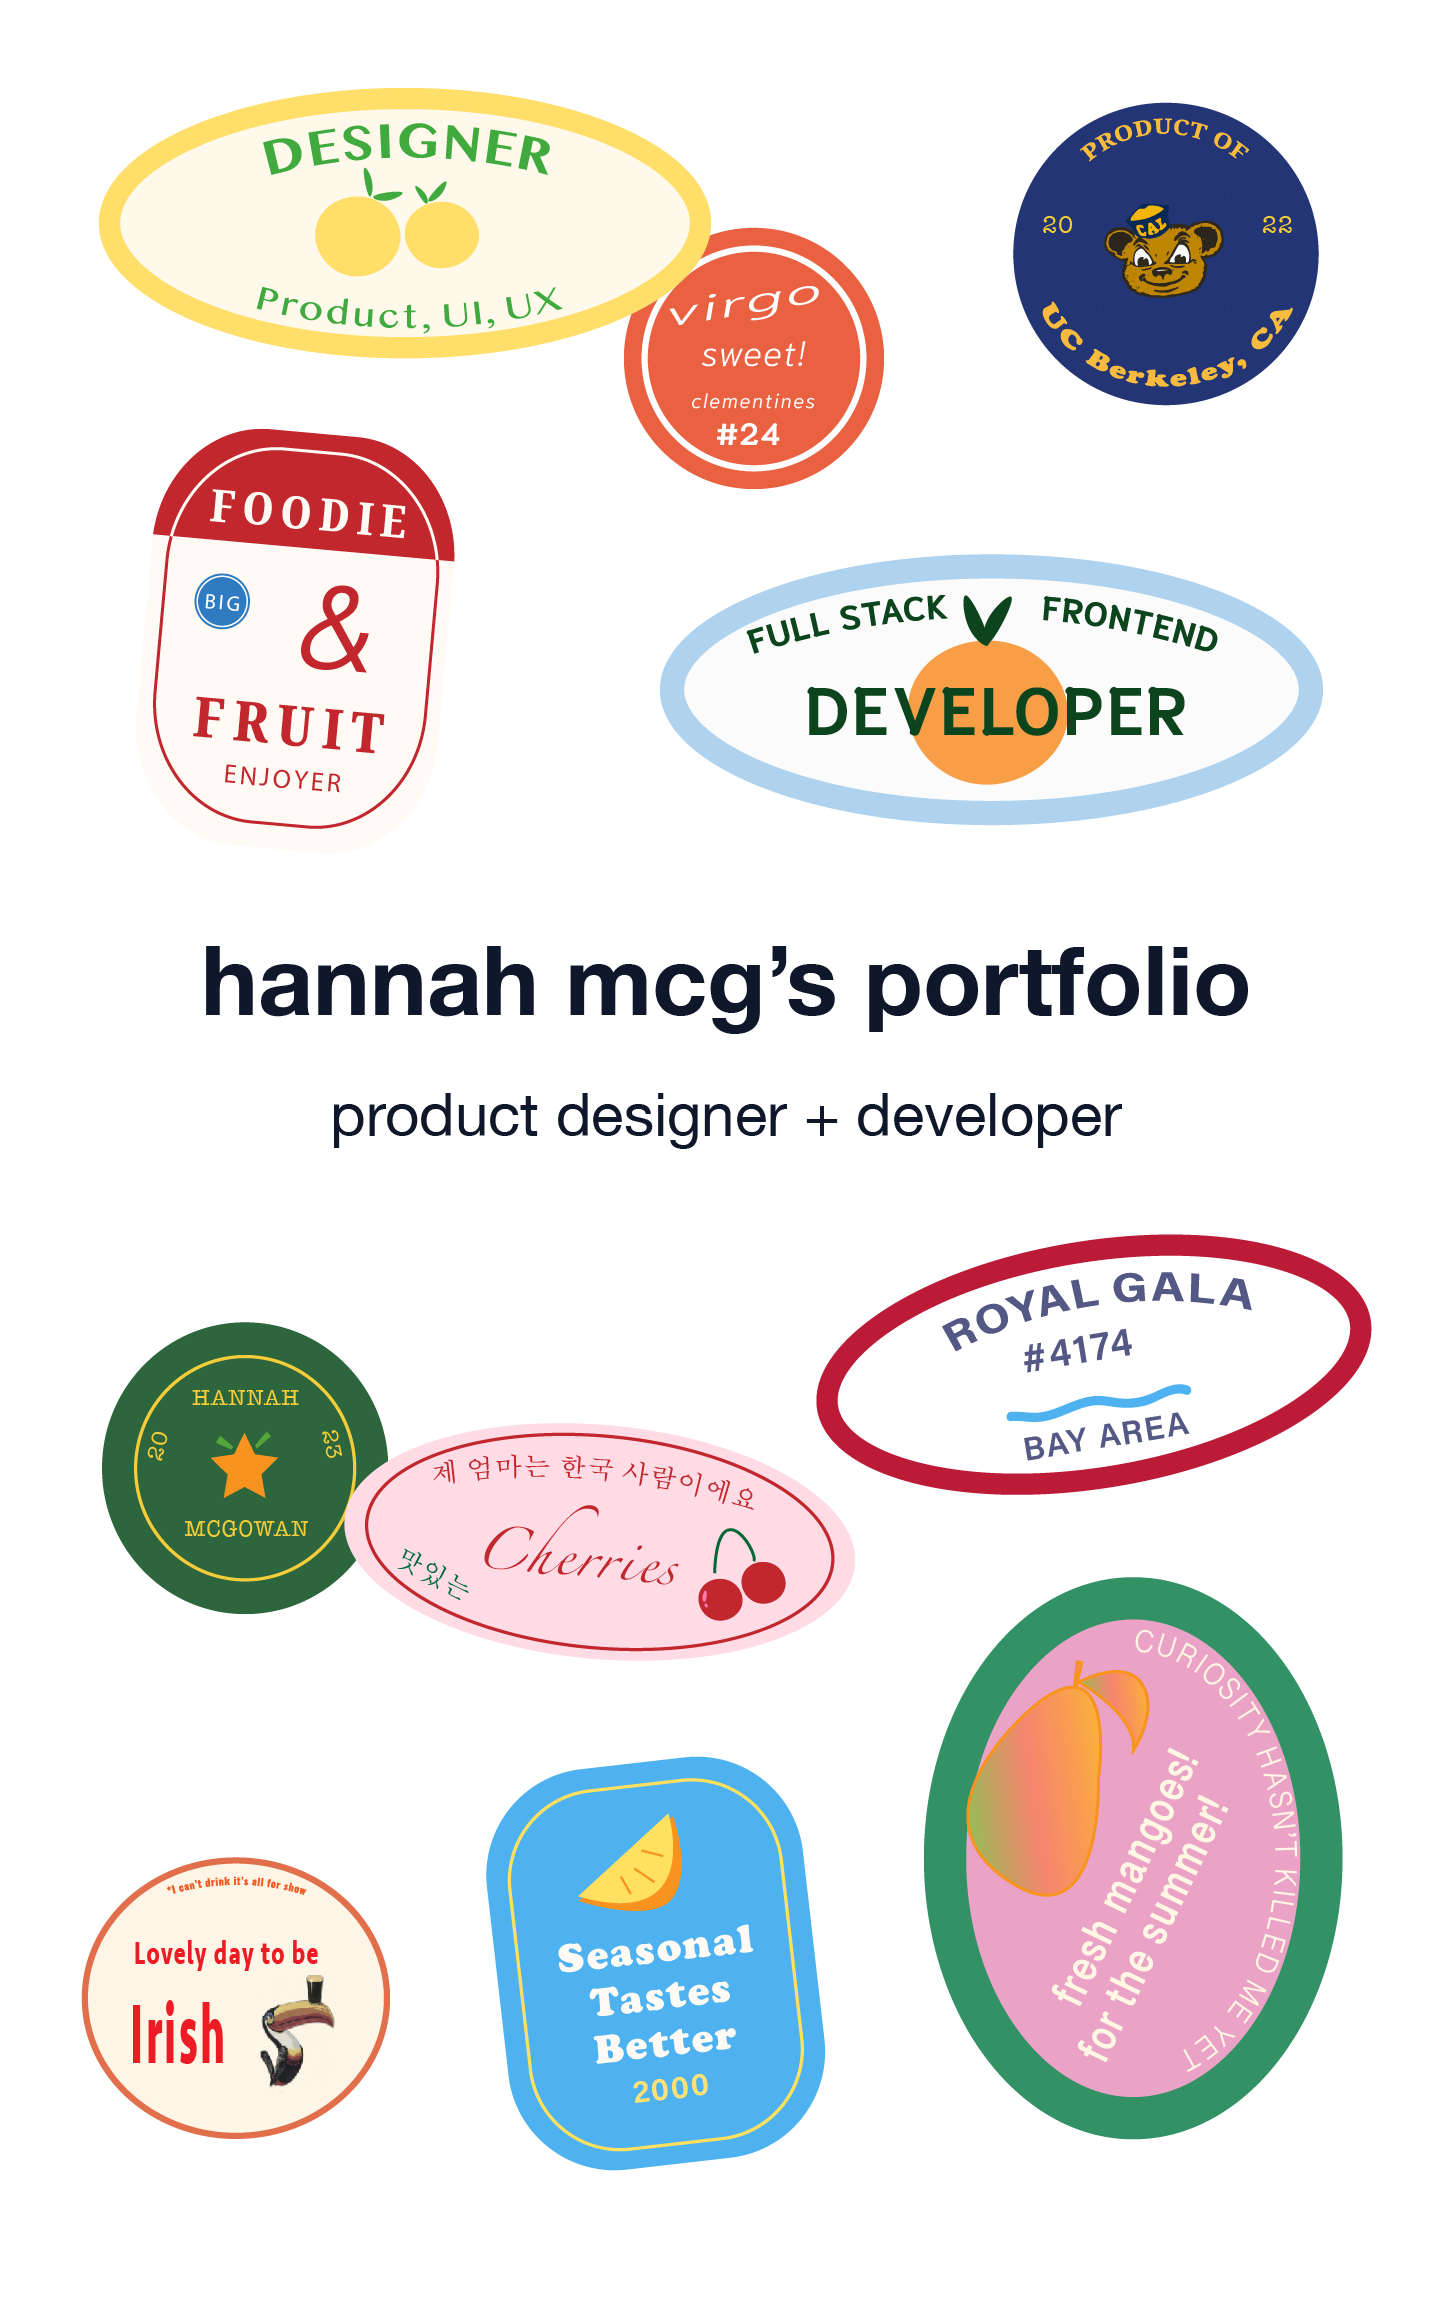 DESIGNER
Product, UI, UX
virgo
sweet!
clementines
#24
PRODUCT OF
20 22
CAL
UC Berkeley, CA
FOODIE
BIG
&
FRUIT
ENJOYER
FULL STACK FRONTEND
DEVELOPER
hannah mcg’s portfolio
product designer + developer
ROYAL GALA
#4174
BAY AREA
HANNAH
20 23
MCGOWAN
제 엄마는 한국 사람이에요
Cherries
맛있는
CURIOSITY HASN'T KILLED ME YET
fresh mangoes!
for the summer!
Seasonal
Tastes
Better
2000
*I can't drink it's all for show
Lovely day to be
Irish